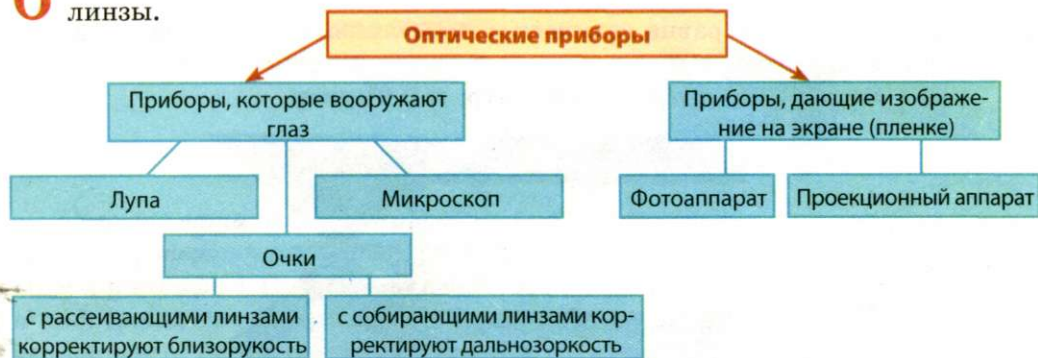 6 линзы.
Оптические приборы
Приборы, которые вооружают
глаз
Приборы, дающие изображе-
ние на экране (пленке)
Лупа
Микроскоп
Фотоаппарат
Проекционный аппарат
Очки
с рассеивающими линзами
корректируют близорукость
с собирающими линзами кор-
ректируют дальнозоркость